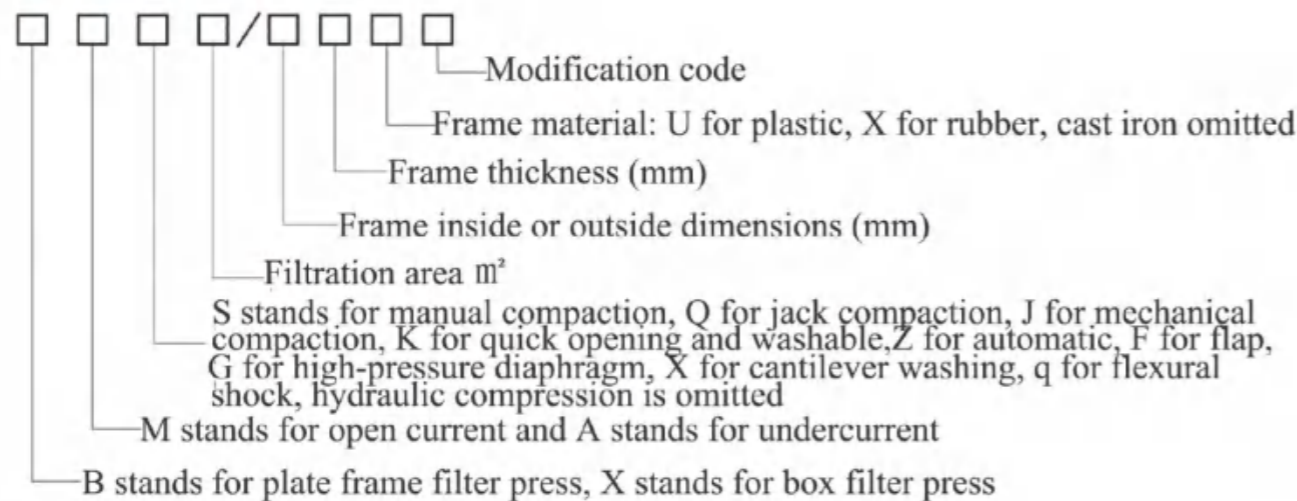 □ □ □ □/□ □ □ □
Modification code
Frame material: U for plastic, X for rubber, cast iron omitted
Frame thickness (mm)
Frame inside or outside dimensions (mm)
Filtration area m²
S stands for manual compaction, Q for jack compaction, J for mechanical
compaction, K for quick opening and washable,Z for automatic, F for flap,
G for high-pressure diaphragm, X for cantilever washing, q for flexural
shock, hydraulic compression is omitted
M stands for open current and A stands for undercurrent
B stands for plate frame filter press, X stands for box filter press